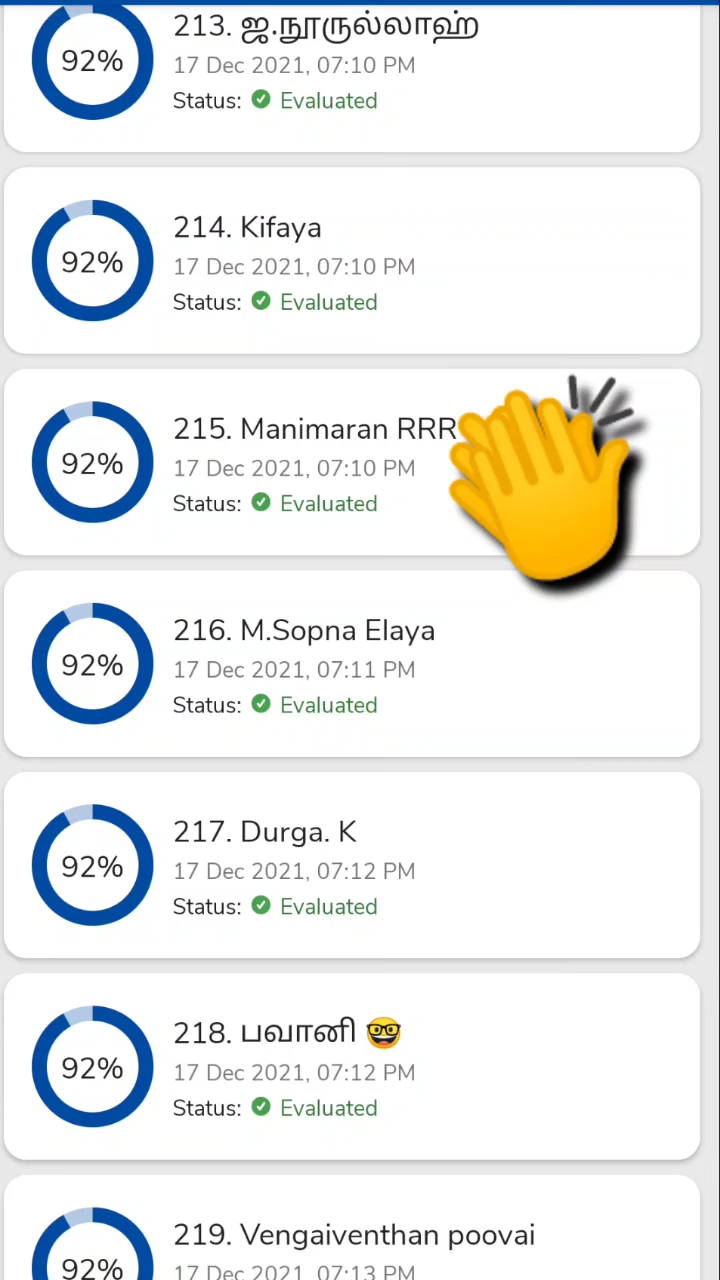 213. ஐ.நூருல்லாஹ்
92%
17 Dec 2021, 07:10 PM
Status: Evaluated
214. Kifaya
92%
17 Dec 2021, 07:10 PM
Status: Evaluated
215. Manimaran RRR
92%
17 Dec 2021, 07:10 PM
Status: Evaluated
216. M.Sopna Elaya
92%
17 Dec 2021, 07:11 PM
Status: Evaluated
217. Durga. K
92%
17 Dec 2021, 07:12 PM
Status: Evaluated
218. பவானி 🤓
92%
17 Dec 2021, 07:12 PM
Status: Evaluated
219. Vengaiventhan poovai
92%
17 Dec 2021, 07:13 PM